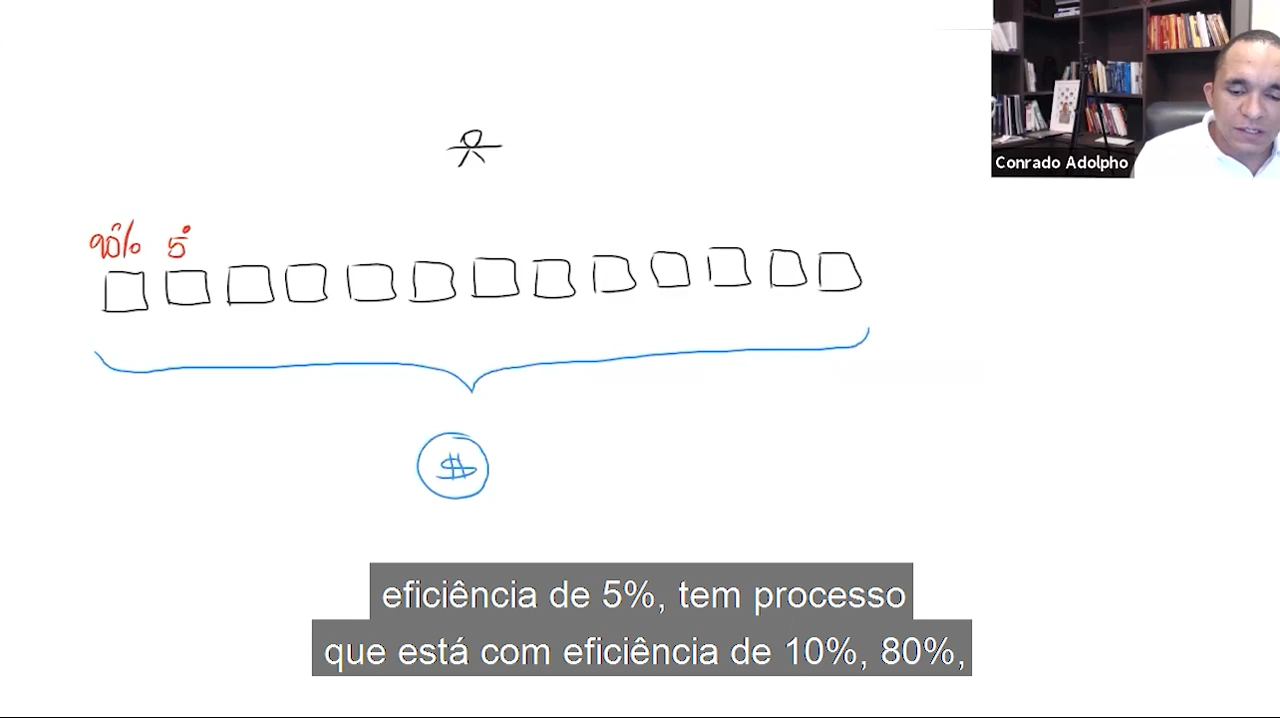 Conrado Adolpho
90% 5
$
eficiência de 5%, tem processo
que está com eficiência de 10%, 80%,